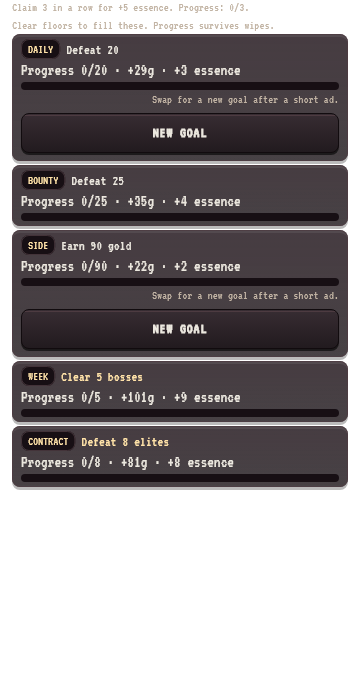 Claim 3 in a row for +5 essence. Progress: 0/3.
Clear floors to fill these. Progress survives wipes.
DAILY Defeat 20
Progress 0/20 · +29g · +3 essence
Swap for a new goal after a short ad.
NEW GOAL
BOUNTY Defeat 25
Progress 0/25 · +35g · +4 essence
SIDE Earn 90 gold
Progress 0/90 · +22g · +2 essence
Swap for a new goal after a short ad.
NEW GOAL
WEEK Clear 5 bosses
Progress 0/5 · +101g · +9 essence
CONTRACT Defeat 8 elites
Progress 0/8 · +81g · +8 essence